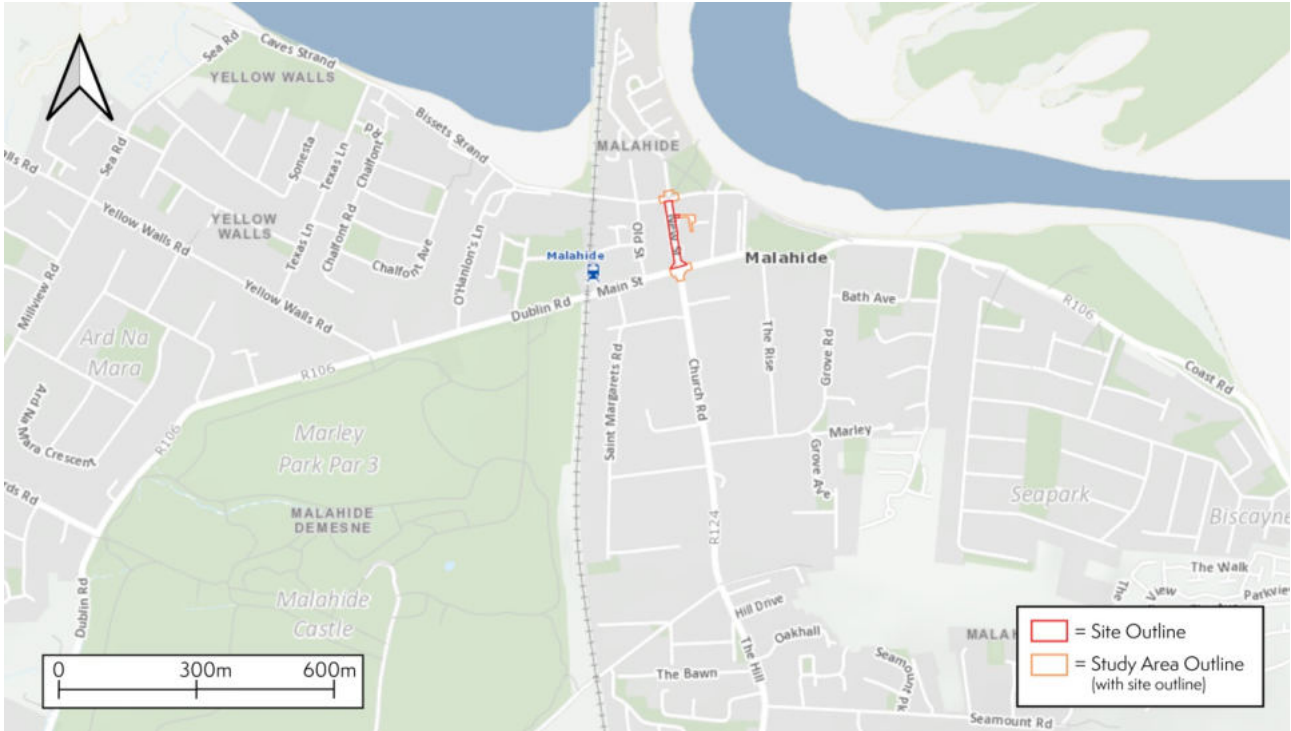 Sea Rd
Caves Strand
YELLOW WALLS
Bissets Strand
MALAHIDE
Sea Rd
Sonesta
Texas Ln
Chalfont Rd
Yellow Walls Rd
YELLOW
WALLS
Texas Ln
Chalfont Rd
Chalfont Ave
O'Hanlon's Ln
Old St
New St
Malahide
Malahide
Main St
Dublin Rd
Yellow Walls Rd
Millview Rd
Ard Na
Mara
R106
Bath Ave
R106
Coast Rd
The Rise
Grove Rd
Church Rd
Saint Margarets Rd
Ard Na
Mara Crescent
R106
Marley
Park Par 3
Marley
Grove Ave
Seapark
Biscayne
MALAHIDE
DEMESNE
R124
Dublin Rd
Malahide
Castle
The Walk
View
Parkview
The
Hill Drive
Oakhall
The Hill
The Bawn
Seamount Pk
Seamount Rd
0 300m 600m
= Site Outline
= Study Area Outline
(with site outline)